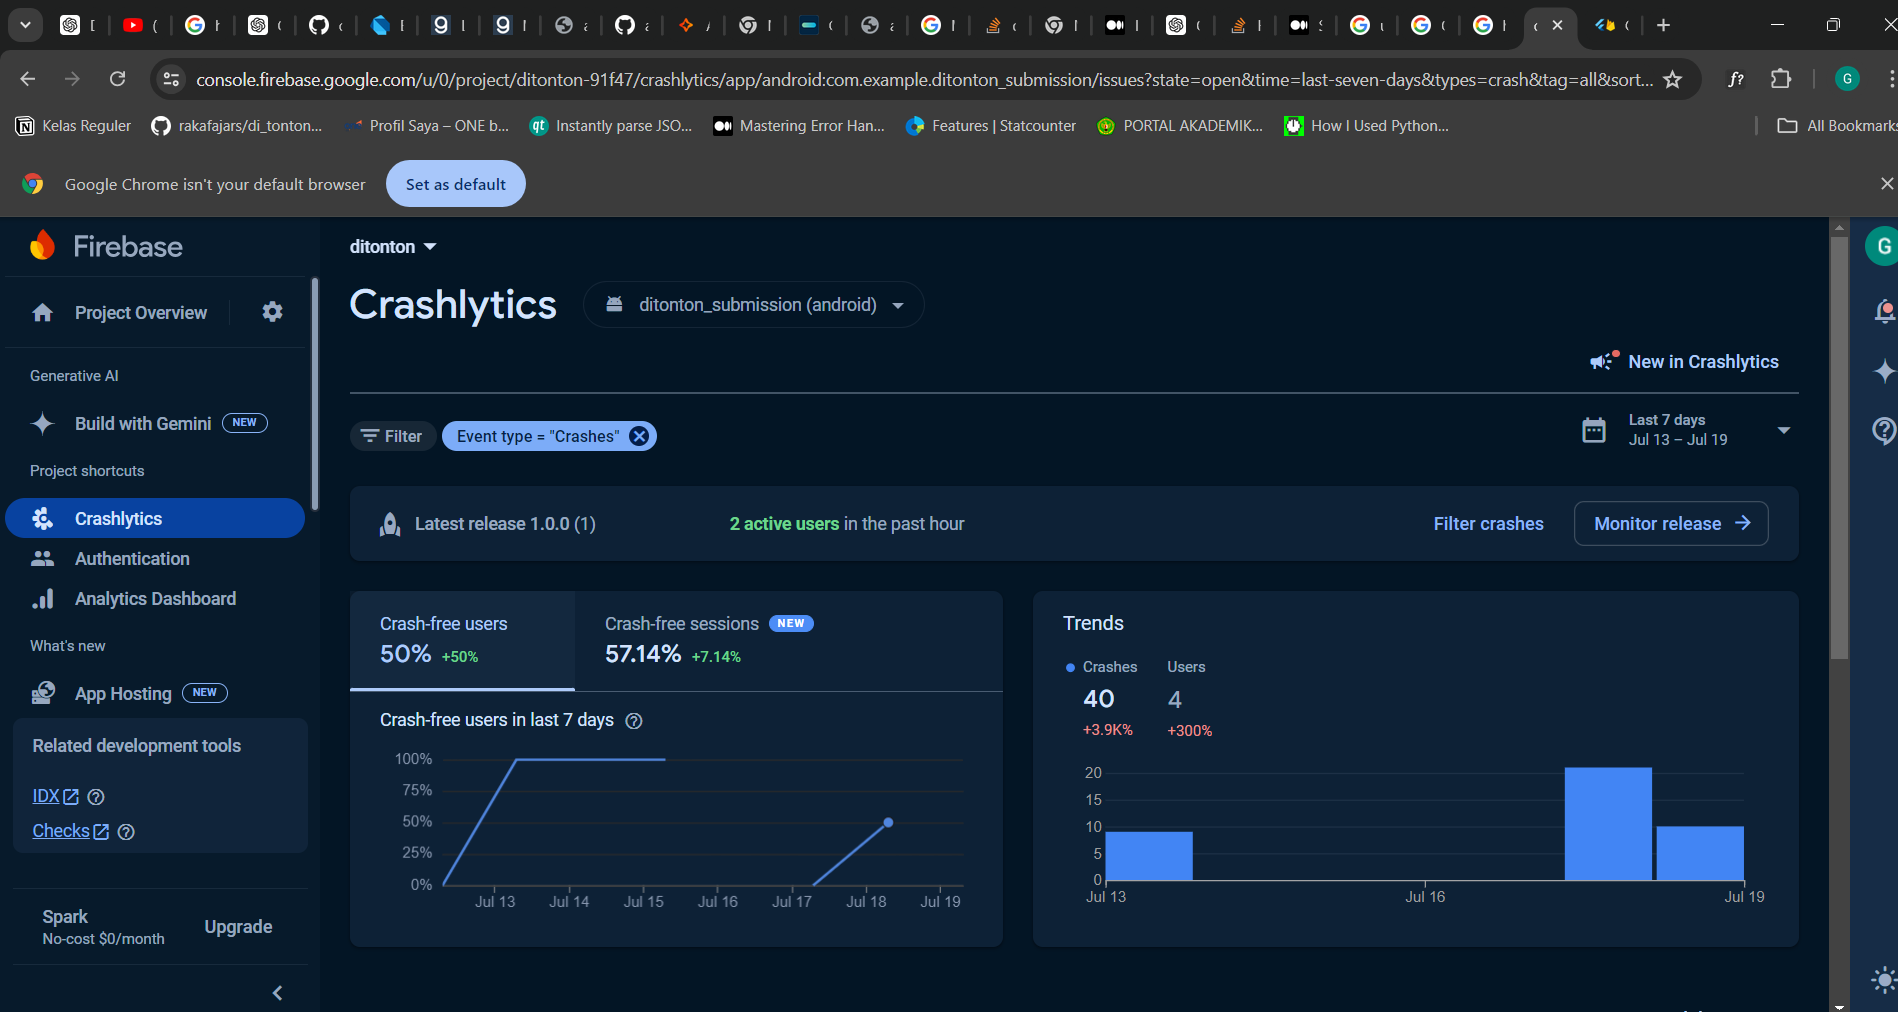 console.firebase.google.com/u/0/project/ditonton-91f47/crashlytics/app/android:com.example.ditonton_submission/issues?state=open&time=last-seven-days&types=crash&tag=all&sort...
f?
G
Kelas Reguler
rakafajars/di_tonton...
Profil Saya – ONE b...
Instantly parse JSO...
Mastering Error Han...
Features | Statcounter
PORTAL AKADEMIK...
How I Used Python...
All Bookmarks
Google Chrome isn't your default browser
Set as default
Firebase
Project Overview
Generative AI
Build with Gemini NEW
Project shortcuts
Crashlytics
Authentication
Analytics Dashboard
What's new
App Hosting NEW
Related development tools
IDX
Checks
Spark
No-cost $0/month
Upgrade
ditonton
G
Crashlytics
ditonton_submission (android)
New in Crashlytics
Filter
Event type = "Crashes"
Last 7 days
Jul 13 – Jul 19
Latest release 1.0.0 (1)
2 active users in the past hour
Filter crashes
Monitor release
Crash-free users
50% +50%
Crash-free sessions NEW
57.14% +7.14%
Crash-free users in last 7 days
100%
75%
50%
25%
0%
Jul 13 Jul 14 Jul 15 Jul 16 Jul 17 Jul 18 Jul 19
Trends
Crashes Users
40 4
+3.9K% +300%
20
15
10
5
0
Jul 13 Jul 16 Jul 19